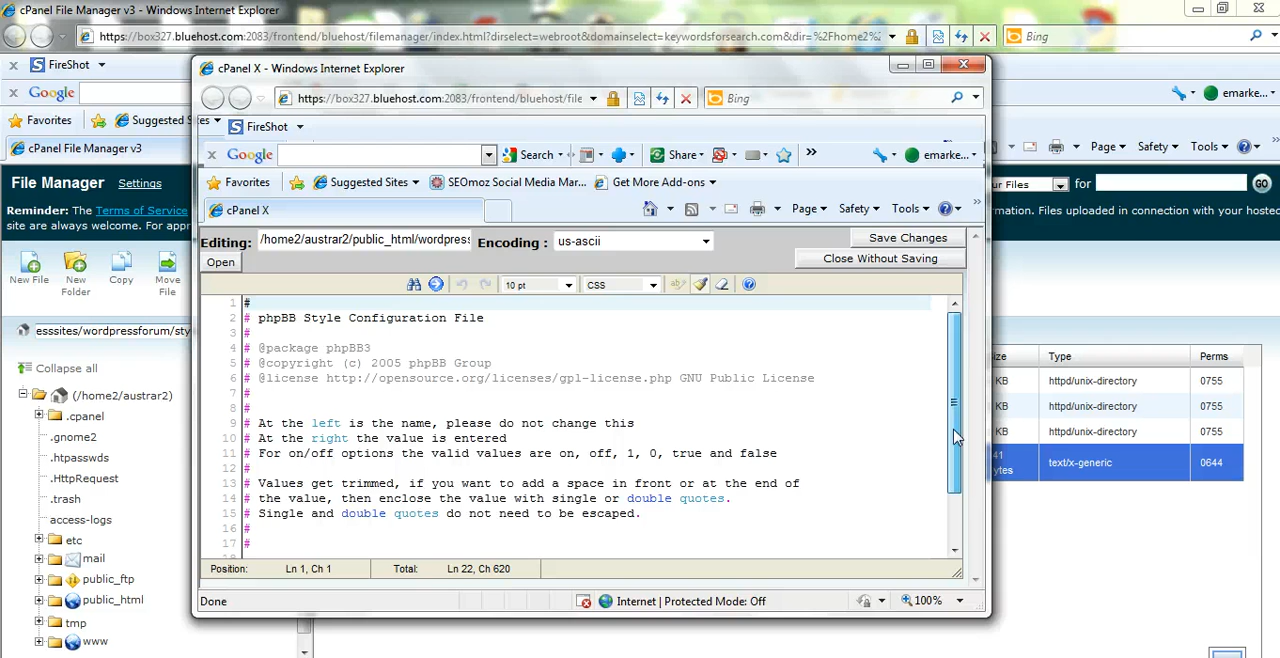 cPanel File Manager v3 - Windows Internet Explorer
https://box327.bluehost.com:2083/frontend/bluehost/filemanager/index.html?dirselect=webroot&domainselect=keywordsforsearch.com&dir=%2Fhome2%
Bing
FireShot
Google
emarke...
Favorites
Suggested Sites
cPanel File Manager v3
Page
Safety
Tools
File Manager
Settings
ur Files
for
GO
Reminder: The Terms of Service
site are always welcome. For appr
rmation. Files uploaded in connection with your hosted
New File
New Folder
Copy
Move File
esssites/wordpressforum/sty
Collapse all
(/home2/austrar2)
.cpanel
.gnome2
.htpasswds
.HttpRequest
.trash
access-logs
etc
mail
public_ftp
public_html
tmp
www
ize Type Perms
KB httpd/unix-directory 0755
KB httpd/unix-directory 0755
KB httpd/unix-directory 0755
41 bytes text/x-generic 0644
cPanel X - Windows Internet Explorer
https://box327.bluehost.com:2083/frontend/bluehost/file
Bing
FireShot
Google
Search
Share
emarke...
Favorites
Suggested Sites
SEOmoz Social Media Mar...
Get More Add-ons
cPanel X
Page
Safety
Tools
Editing: /home2/austrar2/public_html/wordpress Encoding : us-ascii
Save Changes
Close Without Saving
Open
10 pt
CSS
1 #
2 # phpBB Style Configuration File
3 #
4 # @package phpBB3
5 # @copyright (c) 2005 phpBB Group
6 # @license http://opensource.org/licenses/gpl-license.php GNU Public License
7 #
8 #
9 # At the left is the name, please do not change this
10 # At the right the value is entered
11 # For on/off options the valid values are on, off, 1, 0, true and false
12 #
13 # Values get trimmed, if you want to add a space in front or at the end of
14 # the value, then enclose the value with single or double quotes.
15 # Single and double quotes do not need to be escaped.
16 #
17 #
Position: Ln 1, Ch 1 Total: Ln 22, Ch 620
Done
Internet | Protected Mode: Off
100%